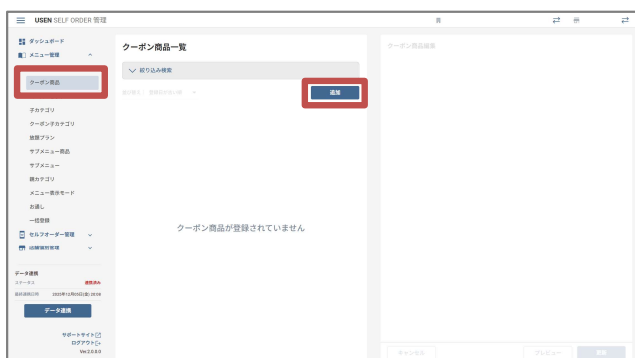 USEN SELF ORDER 管理
ダッシュボード
メニュー管理
クーポン商品
子カテゴリ
クーポン子カテゴリ
放題プラン
サブメニュー商品
サブメニュー
親カテゴリ
メニュー表示モード
お通し
一括登録
セルフオーダー管理
店舗個別管理
データ連携
ステータス 連携済み
最終連携日時
データ連携
サポートサイト
ログアウト
Ver.2.0.0.0
クーポン商品一覧
絞り込み検索
追加
クーポン商品が登録されていません
クーポン商品編集
キャンセル
プレビュー